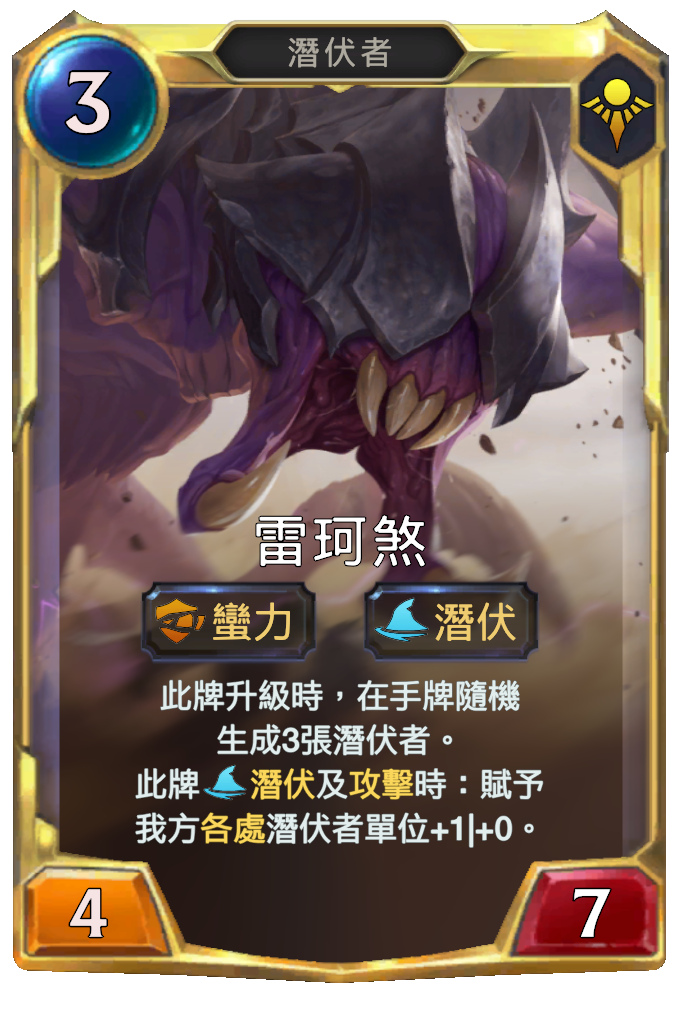 潛伏者
3
雷珂煞
蠻力 潛伏
此牌升級時，在手牌隨機
生成3張潛伏者。
此牌潛伏及攻擊時：賦予
我方各處潛伏者單位+1|+0。
4
7